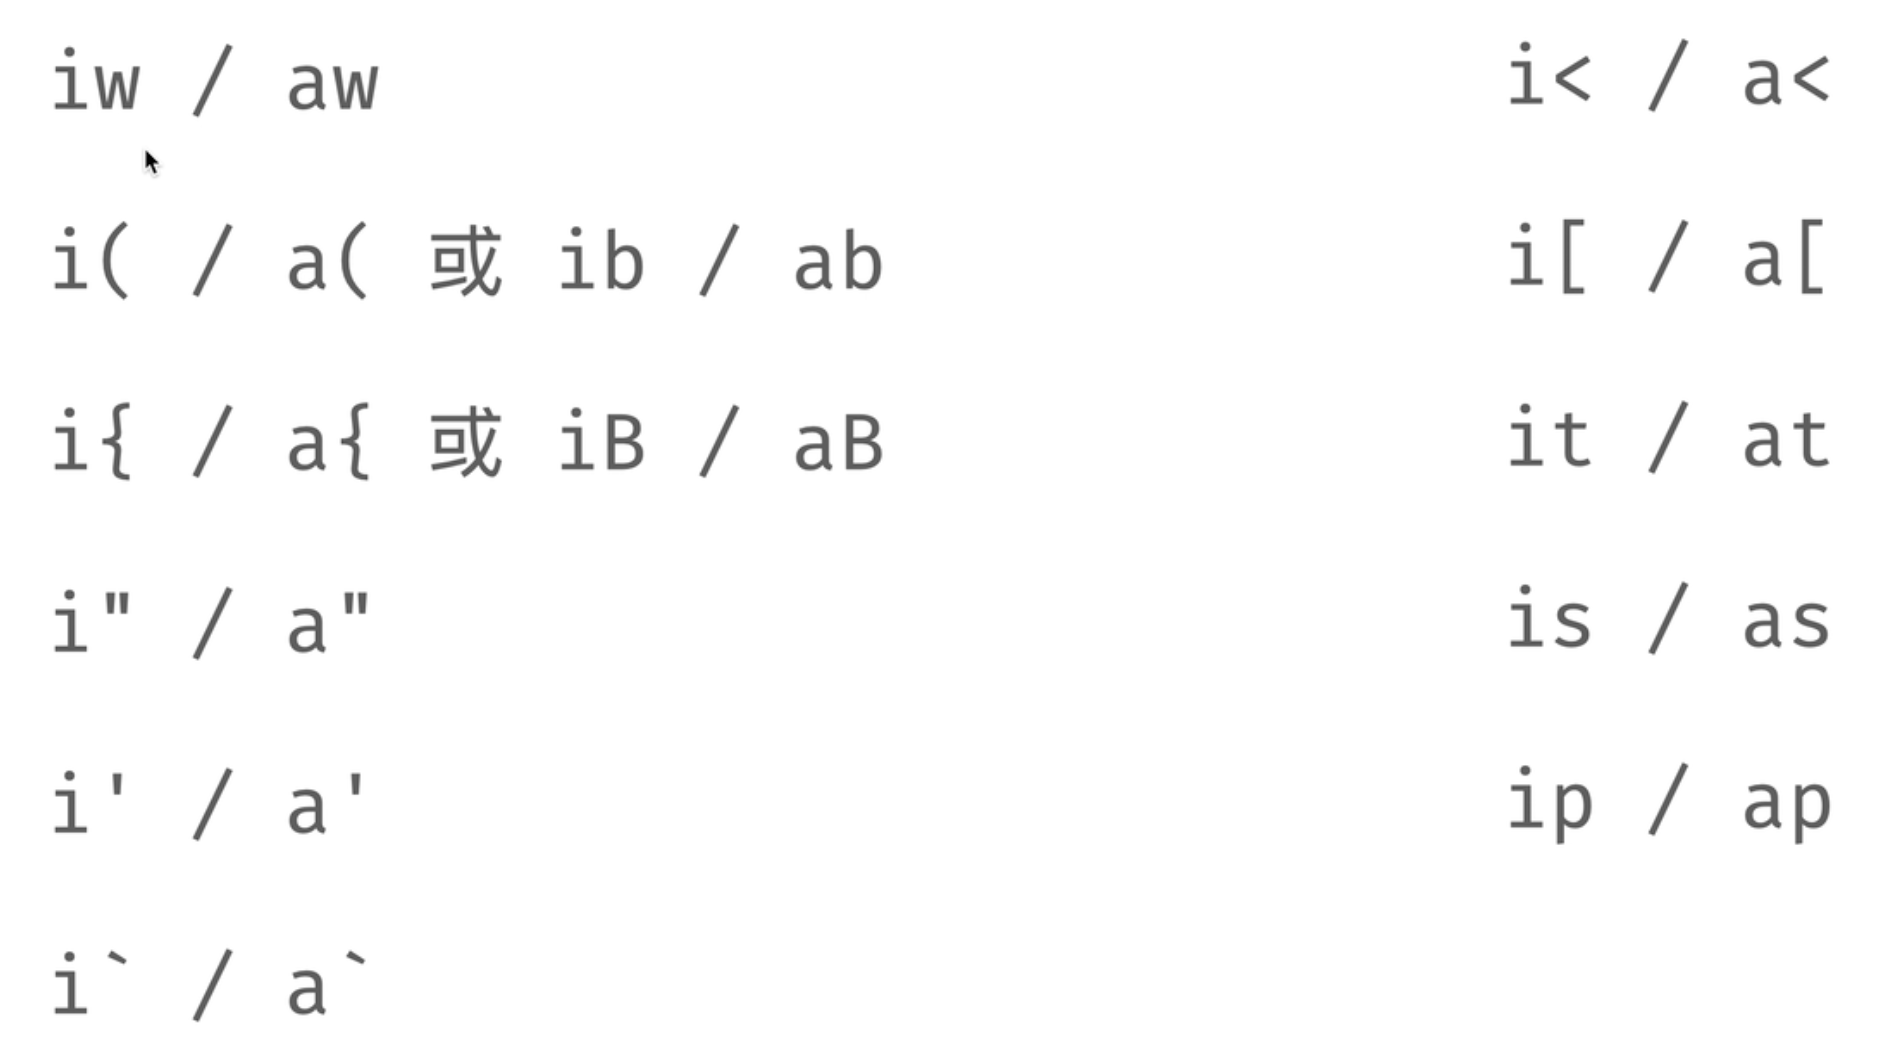 iw / aw
i( / a( 或 ib / ab
i{ / a{ 或 iB / aB
i" / a"
i' / a'
i` / a`
i< / a<
i[ / a[
it / at
is / as
ip / ap